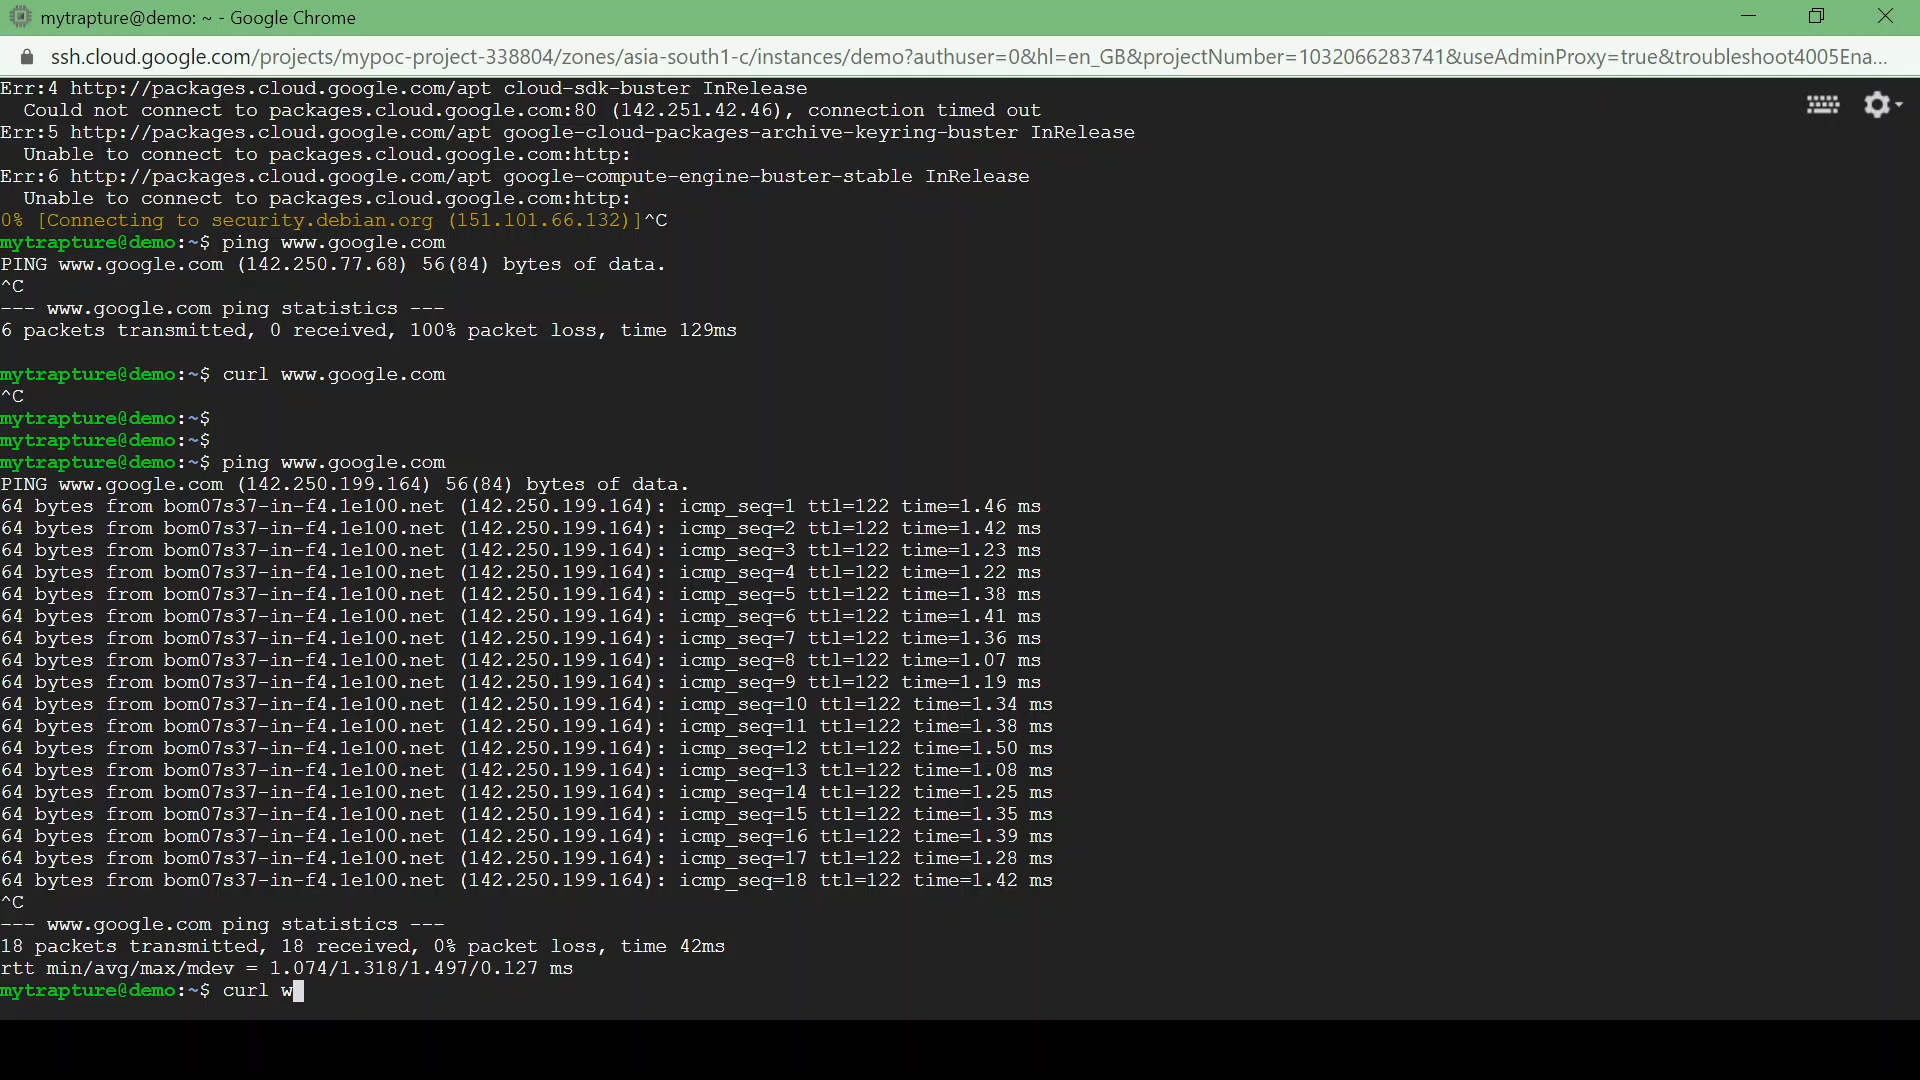 mytrapture@demo: ~ - Google Chrome
ssh.cloud.google.com/projects/mypoc-project-338804/zones/asia-south1-c/instances/demo?authuser=0&hl=en_GB&projectNumber=1032066283741&useAdminProxy=true&troubleshoot4005Ena...
Err:4 http://packages.cloud.google.com/apt cloud-sdk-buster InRelease
  Could not connect to packages.cloud.google.com:80 (142.251.42.46), connection timed out
Err:5 http://packages.cloud.google.com/apt google-cloud-packages-archive-keyring-buster InRelease
  Unable to connect to packages.cloud.google.com:http:
Err:6 http://packages.cloud.google.com/apt google-compute-engine-buster-stable InRelease
  Unable to connect to packages.cloud.google.com:http:
0% [Connecting to security.debian.org (151.101.66.132)]^C
mytrapture@demo:~$ ping www.google.com
PING www.google.com (142.250.77.68) 56(84) bytes of data.
^C
--- www.google.com ping statistics ---
6 packets transmitted, 0 received, 100% packet loss, time 129ms
mytrapture@demo:~$ curl www.google.com
^C
mytrapture@demo:~$
mytrapture@demo:~$
mytrapture@demo:~$ ping www.google.com
PING www.google.com (142.250.199.164) 56(84) bytes of data.
64 bytes from bom07s37-in-f4.1e100.net (142.250.199.164): icmp_seq=1 ttl=122 time=1.46 ms
64 bytes from bom07s37-in-f4.1e100.net (142.250.199.164): icmp_seq=2 ttl=122 time=1.42 ms
64 bytes from bom07s37-in-f4.1e100.net (142.250.199.164): icmp_seq=3 ttl=122 time=1.23 ms
64 bytes from bom07s37-in-f4.1e100.net (142.250.199.164): icmp_seq=4 ttl=122 time=1.22 ms
64 bytes from bom07s37-in-f4.1e100.net (142.250.199.164): icmp_seq=5 ttl=122 time=1.38 ms
64 bytes from bom07s37-in-f4.1e100.net (142.250.199.164): icmp_seq=6 ttl=122 time=1.41 ms
64 bytes from bom07s37-in-f4.1e100.net (142.250.199.164): icmp_seq=7 ttl=122 time=1.36 ms
64 bytes from bom07s37-in-f4.1e100.net (142.250.199.164): icmp_seq=8 ttl=122 time=1.07 ms
64 bytes from bom07s37-in-f4.1e100.net (142.250.199.164): icmp_seq=9 ttl=122 time=1.19 ms
64 bytes from bom07s37-in-f4.1e100.net (142.250.199.164): icmp_seq=10 ttl=122 time=1.34 ms
64 bytes from bom07s37-in-f4.1e100.net (142.250.199.164): icmp_seq=11 ttl=122 time=1.38 ms
64 bytes from bom07s37-in-f4.1e100.net (142.250.199.164): icmp_seq=12 ttl=122 time=1.50 ms
64 bytes from bom07s37-in-f4.1e100.net (142.250.199.164): icmp_seq=13 ttl=122 time=1.08 ms
64 bytes from bom07s37-in-f4.1e100.net (142.250.199.164): icmp_seq=14 ttl=122 time=1.25 ms
64 bytes from bom07s37-in-f4.1e100.net (142.250.199.164): icmp_seq=15 ttl=122 time=1.35 ms
64 bytes from bom07s37-in-f4.1e100.net (142.250.199.164): icmp_seq=16 ttl=122 time=1.39 ms
64 bytes from bom07s37-in-f4.1e100.net (142.250.199.164): icmp_seq=17 ttl=122 time=1.28 ms
64 bytes from bom07s37-in-f4.1e100.net (142.250.199.164): icmp_seq=18 ttl=122 time=1.42 ms
^C
--- www.google.com ping statistics ---
18 packets transmitted, 18 received, 0% packet loss, time 42ms
rtt min/avg/max/mdev = 1.074/1.318/1.497/0.127 ms
mytrapture@demo:~$ curl w